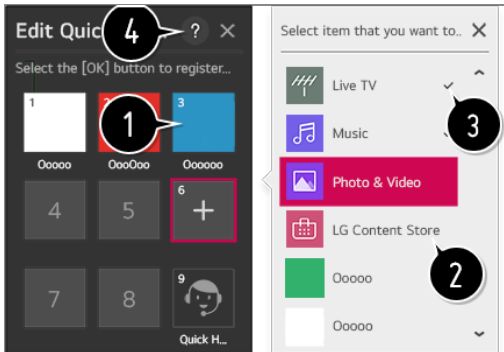 Edit Quic
4
?
Select the [OK] button to register...
1
3
1
Ooooo
OooOoo
Oooooo
4
5
6
7
8
9
Quick H...
Select item that you want to..
Live TV
3
Music
Photo & Video
LG Content Store
2
Ooooo
Ooooo